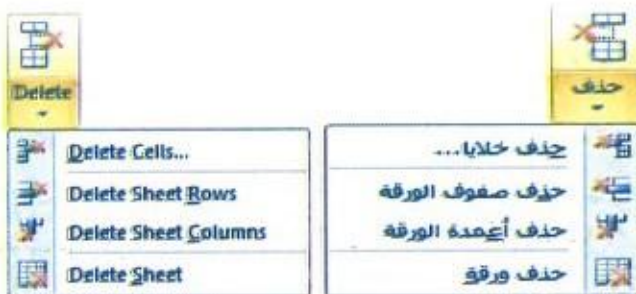 Delete
Delete Cells...
Delete Sheet Rows
Delete Sheet Columns
Delete Sheet
حذف
حذف خلايا...
حذف صفوف الورقة
حذف أعمدة الورقة
حذف ورقة